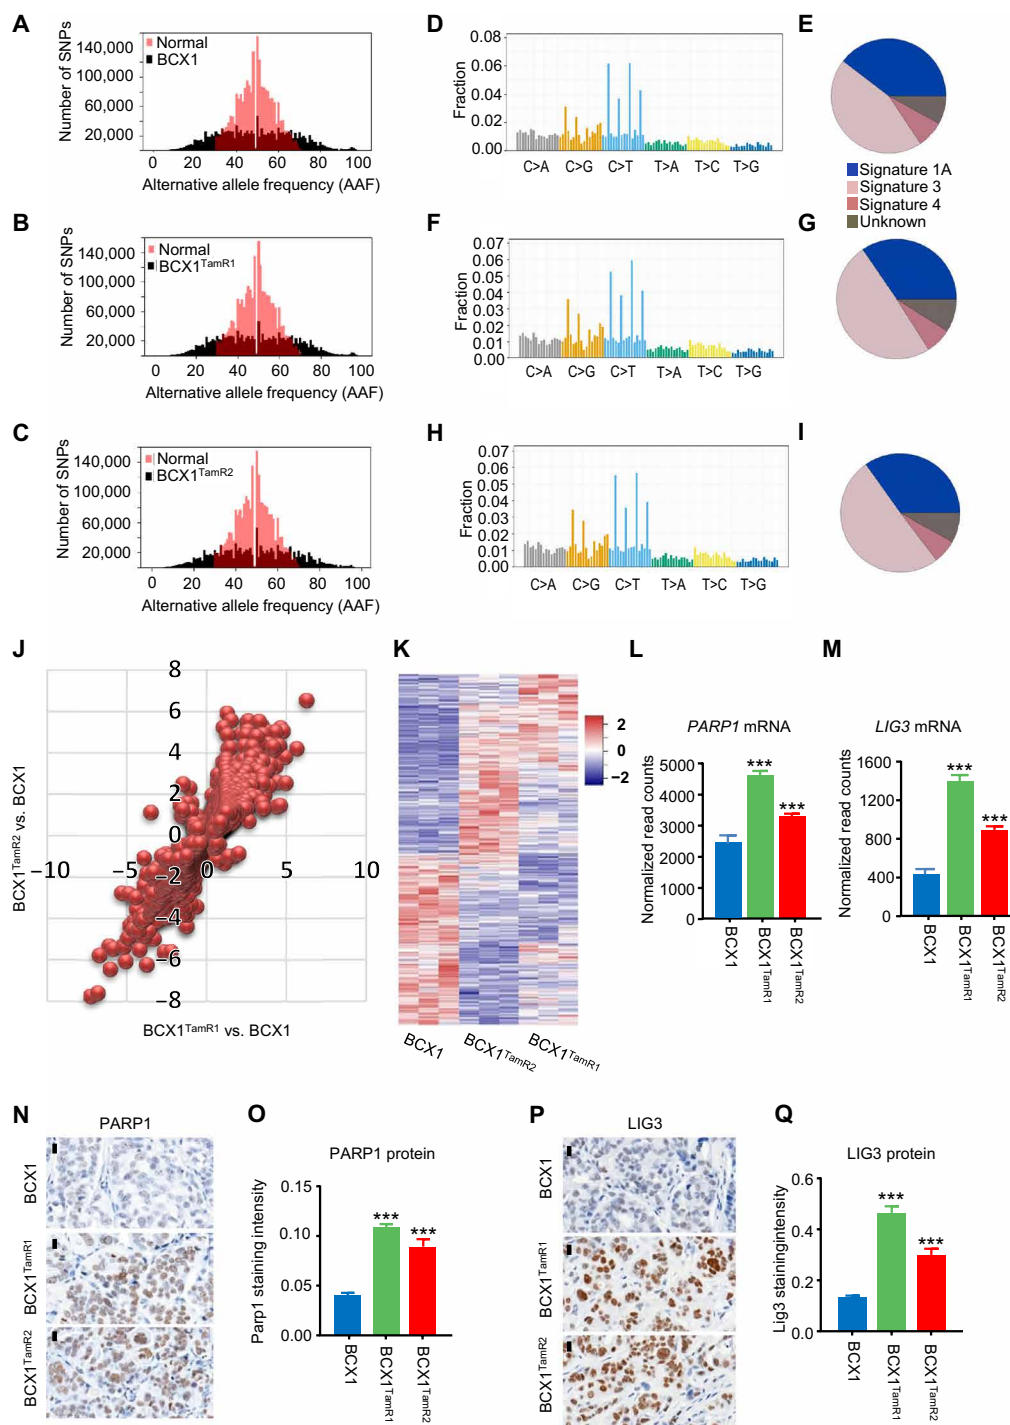 A
Number of SNPs
140,000
100,000
60,000
20,000
Normal
BCX1
0 20 40 60 80 100
Alternative allele frequency (AAF)
D
Fraction
0.08
0.06
0.04
0.02
0.00
C>A C>G C>T T>A T>C T>G
E
Signature 1A
Signature 3
Signature 4
Unknown
B
Number of SNPs
140,000
100,000
60,000
20,000
Normal
BCX1TamR1
20 40 60 80 100
Alternative allele frequency (AAF)
F
Fraction
0.07
0.06
0.05
0.04
0.03
0.02
0.01
0.00
C>A C>G C>T T>A T>C T>G
G
C
Number of SNPs
140,000
100,000
60,000
20,000
Normal
BCX1TamR2
0 20 40 60 80 100
Alternative allele frequency (AAF)
H
Fraction
0.07
0.06
0.05
0.04
0.03
0.02
0.01
0.00
C>A C>G C>T T>A T>C T>G
I
J
BCX1TamR2 vs. BCX1
8
6
4
2
0
−2
−4
−6
−8
−10 −5 0 5 10
BCX1TamR1 vs. BCX1
K
2
0
−2
BCX1 BCX1TamR2 BCX1TamR1
L
PARP1 mRNA
Normalized read counts
5000
4000
3000
2000
1000
0
***
***
BCX1
BCX1TamR1
BCX1TamR2
M
LIG3 mRNA
Normalized read counts
1600
1200
800
400
0
***
***
BCX1
BCX1TamR1
BCX1TamR2
N
PARP1
BCX1
BCX1TamR1
BCX1TamR2
O
PARP1 protein
Parp1 staining intensity
0.15
0.10
0.05
0.00
***
***
BCX1
BCX1TamR1
BCX1TamR2
P
LIG3
BCX1
BCX1TamR1
BCX1TamR2
Q
LIG3 protein
Lig3 stainingintensity
0.6
0.4
0.2
0.0
***
***
BCX1
BCX1TamR1
BCX1TamR2